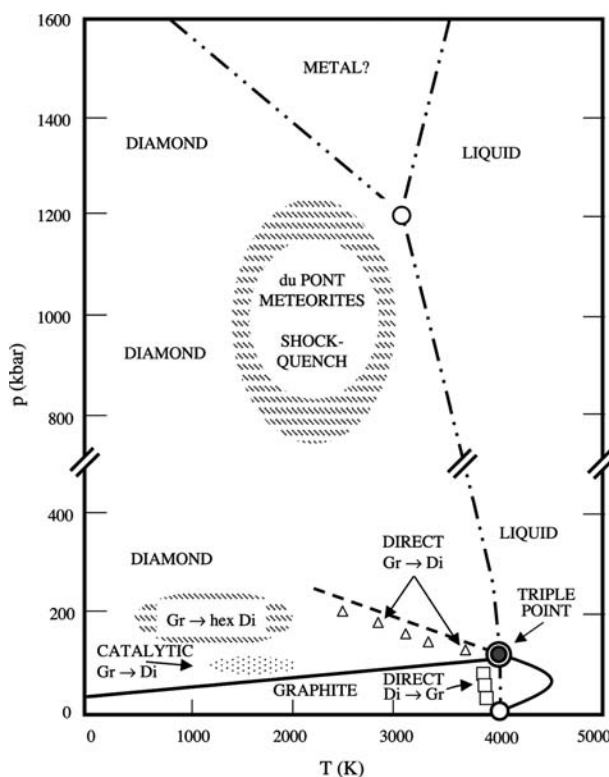 1600
1400
1200
1000
800
400
200
0
p (kbar)
METAL?
DIAMOND
LIQUID
du PONT
METEORITES
SHOCK-
QUENCH
DIAMOND
DIRECT
Gr → Di
LIQUID
DIAMOND
TRIPLE
POINT
Gr → hex Di
CATALYTIC
Gr → Di
GRAPHITE
DIRECT
Di → Gr
0
1000
2000
3000
4000
5000
T (K)